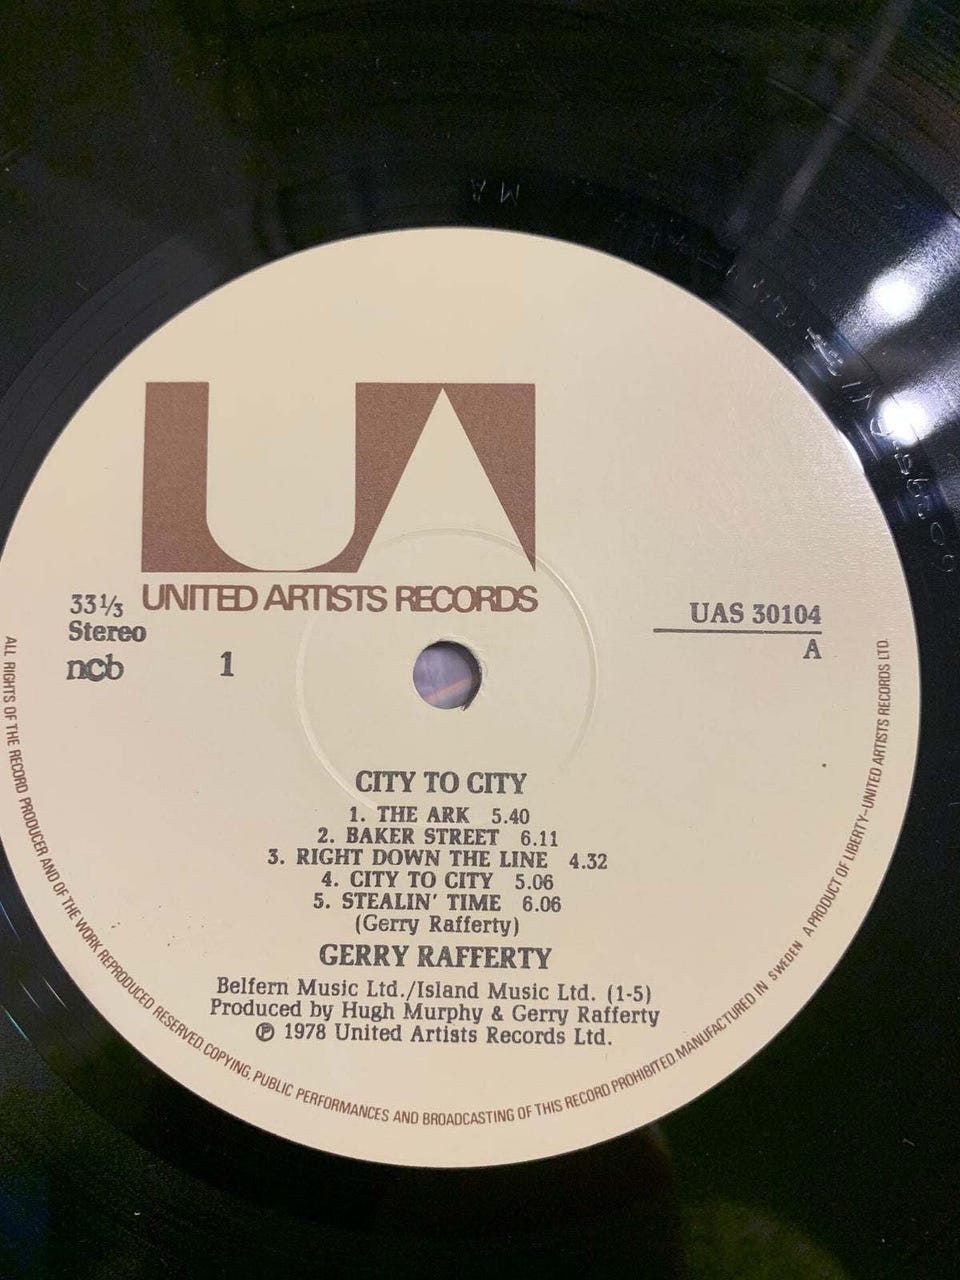 UA
UNITED ARTISTS RECORDS
33⅓
Stereo
ncb
1
UAS 30104
A
CITY TO CITY
1. THE ARK 5.40
2. BAKER STREET 6.11
3. RIGHT DOWN THE LINE 4.32
4. CITY TO CITY 5.06
5. STEALIN' TIME 6.06
(Gerry Rafferty)
GERRY RAFFERTY
Belfern Music Ltd./Island Music Ltd. (1-5)
Produced by Hugh Murphy & Gerry Rafferty
℗ 1978 United Artists Records Ltd.
ALL RIGHTS OF THE RECORD PRODUCER AND OF THE WORK REPRODUCED RESERVED. COPYING, PUBLIC PERFORMANCES AND BROADCASTING OF THIS RECORD PROHIBITED. MANUFACTURED IN SWEDEN A PRODUCT OF LIBERTY–UNITED ARTISTS RECORDS LTD.